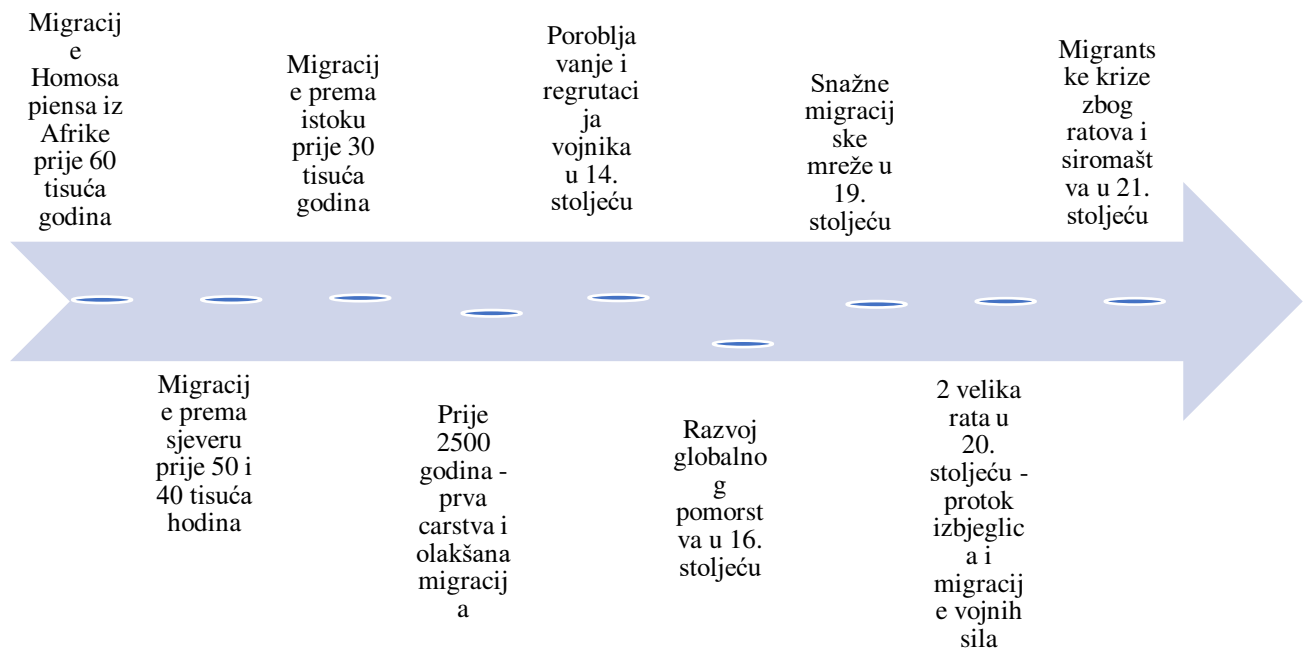 Migracij
e
Homosa
piensa iz
Afrike
prije 60
tisuća
godina
Migracij
e prema
sjeveru
prije 50 i
40 tisuća
hodina
Migracij
e prema
istoku
prije 30
tisuća
godina
Prije
2500
godina -
prva
carstva i
olakšana
migracij
a
Poroblja
vanje i
regrutaci
ja
vojnika
u 14.
stoljeću
Razvoj
globalno
g
pomorst
va u 16.
stoljeću
Snažne
migracij
ske
mreže u
19.
stoljeću
2 velika
rata u
20.
stoljeću -
protok
izbjeglic
a i
migracij
e vojnih
sila
Migrants
ke krize
zbog
ratova i
siromašt
va u 21.
stoljeću